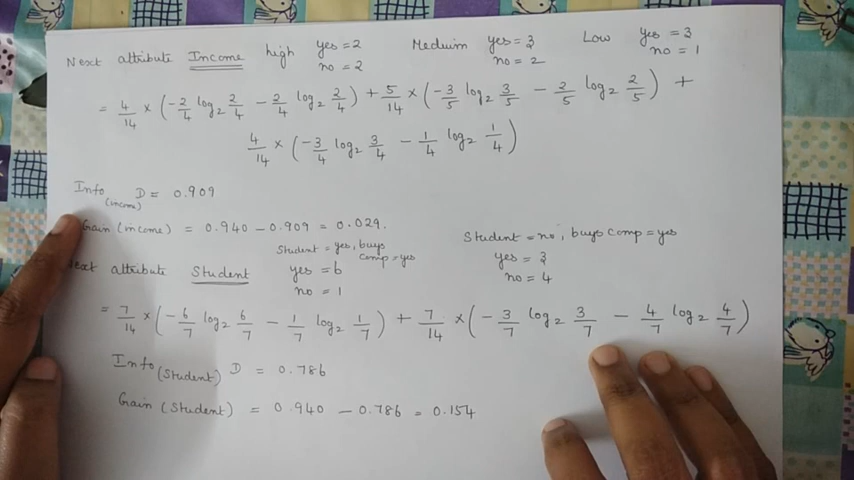 Next attribute Income high yes = 2 Meduim yes = 3 Low yes = 3
no = 2 no = 2 no = 1
= 4/14 × (-2/4 log₂ 2/4 - 2/4 log₂ 2/4) + 5/14 × (-3/5 log₂ 3/5 - 2/5 log₂ 2/5) +
4/14 × (-3/4 log₂ 3/4 - 1/4 log₂ 1/4)
Info (income) D = 0.909
Gain (income) = 0.940 - 0.909 = 0.029.
Student = yes, buys comp = yes Student = no, buys comp = yes
attribute Student yes = 6 yes = 3
no = 1 no = 4
= 7/14 × (-6/7 log₂ 6/7 - 1/7 log₂ 1/7) + 7/14 × (-3/7 log₂ 3/7 - 4/7 log₂ 4/7)
Info (Student) D = 0.786
Gain (Student) = 0.940 - 0.786 = 0.154